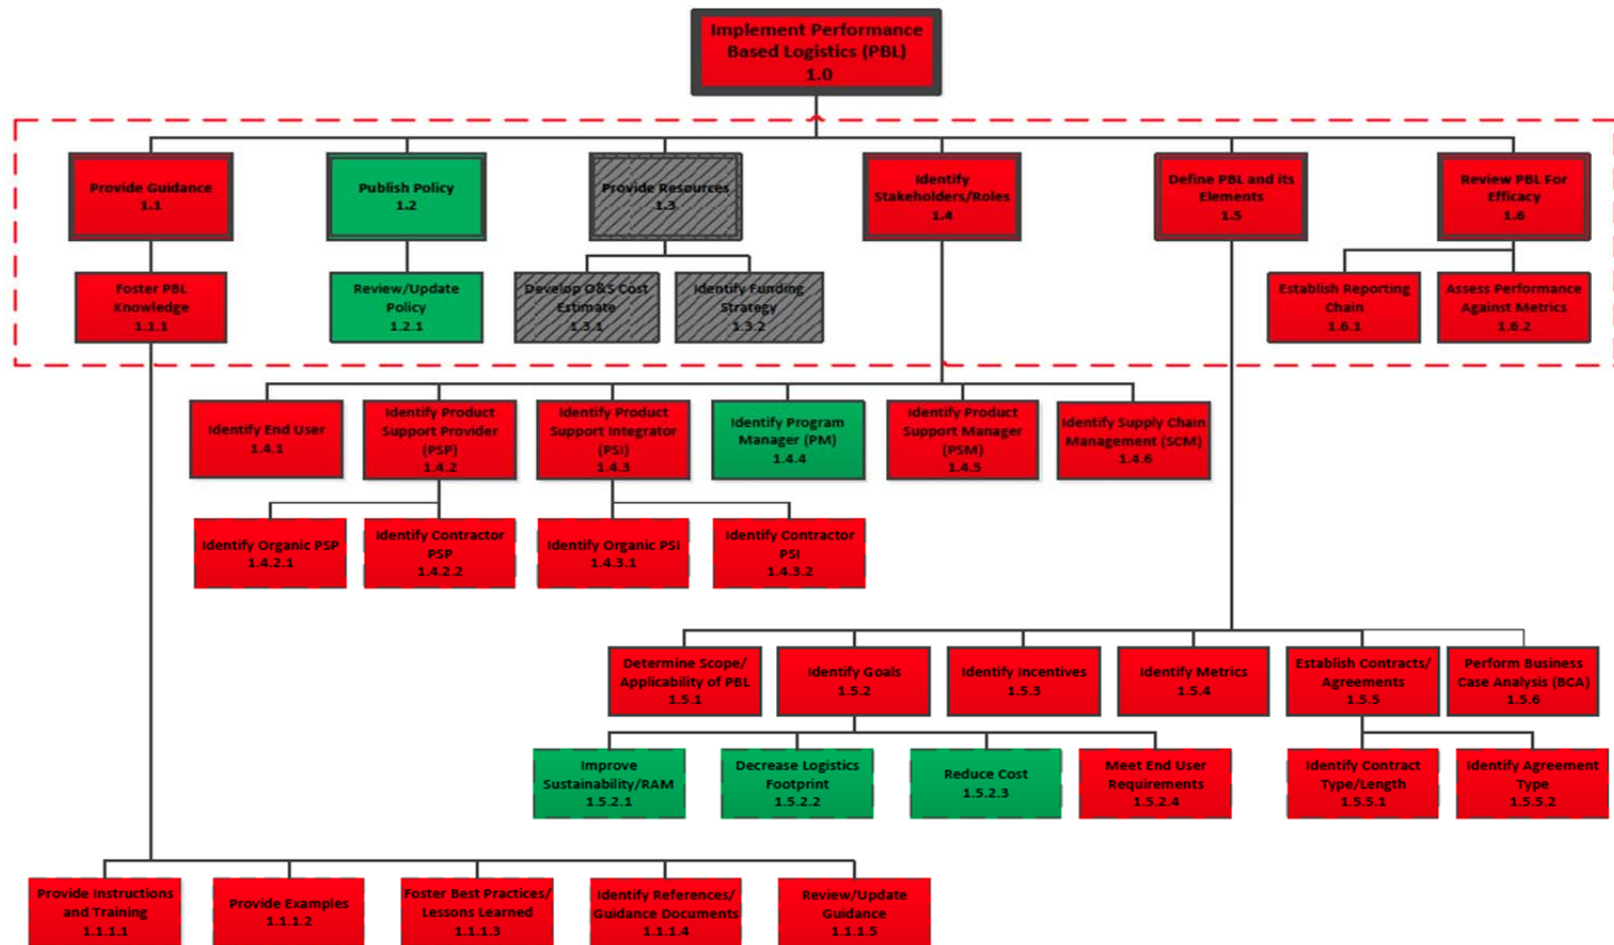 Implement Performance
Based Logistics (PBL)
1.0
Provide Guidance
1.1
Publish Policy
1.2
Provide Resources
1.3
Identify
Stakeholders/Roles
1.4
Define PBL and its
Elements
1.5
Review PBL For
Efficacy
1.6
Foster PBL
Knowledge
1.1.1
Review/Update
Policy
1.2.1
Develop O&S Cost
Estimate
1.3.1
Identify Funding
Strategy
1.3.2
Establish Reporting
Chain
1.6.1
Assess Performance
Against Metrics
1.6.2
Identify End User
1.4.1
Identify Product
Support Provider
(PSP)
1.4.2
Identify Product
Support Integrator
(PSI)
1.4.3
Identify Program
Manager (PM)
1.4.4
Identify Product
Support Manager
(PSM)
1.4.5
Identify Supply Chain
Management (SCM)
1.4.6
Identify Organic PSP
1.4.2.1
Identify Contractor
PSP
1.4.2.2
Identify Organic PSI
1.4.3.1
Identify Contractor
PSI
1.4.3.2
Determine Scope/
Applicability of PBL
1.5.1
Identify Goals
1.5.2
Identify Incentives
1.5.3
Identify Metrics
1.5.4
Establish Contracts/
Agreements
1.5.5
Perform Business
Case Analysis (BCA)
1.5.6
Improve
Sustainability/RAM
1.5.2.1
Decrease Logistics
Footprint
1.5.2.2
Reduce Cost
1.5.2.3
Meet End User
Requirements
1.5.2.4
Identify Contract
Type/Length
1.5.5.1
Identify Agreement
Type
1.5.5.2
Provide Instructions
and Training
1.1.1.1
Provide Examples
1.1.1.2
Foster Best Practices/
Lessons Learned
1.1.1.3
Identify References/
Guidance Documents
1.1.1.4
Review/Update
Guidance
1.1.1.5